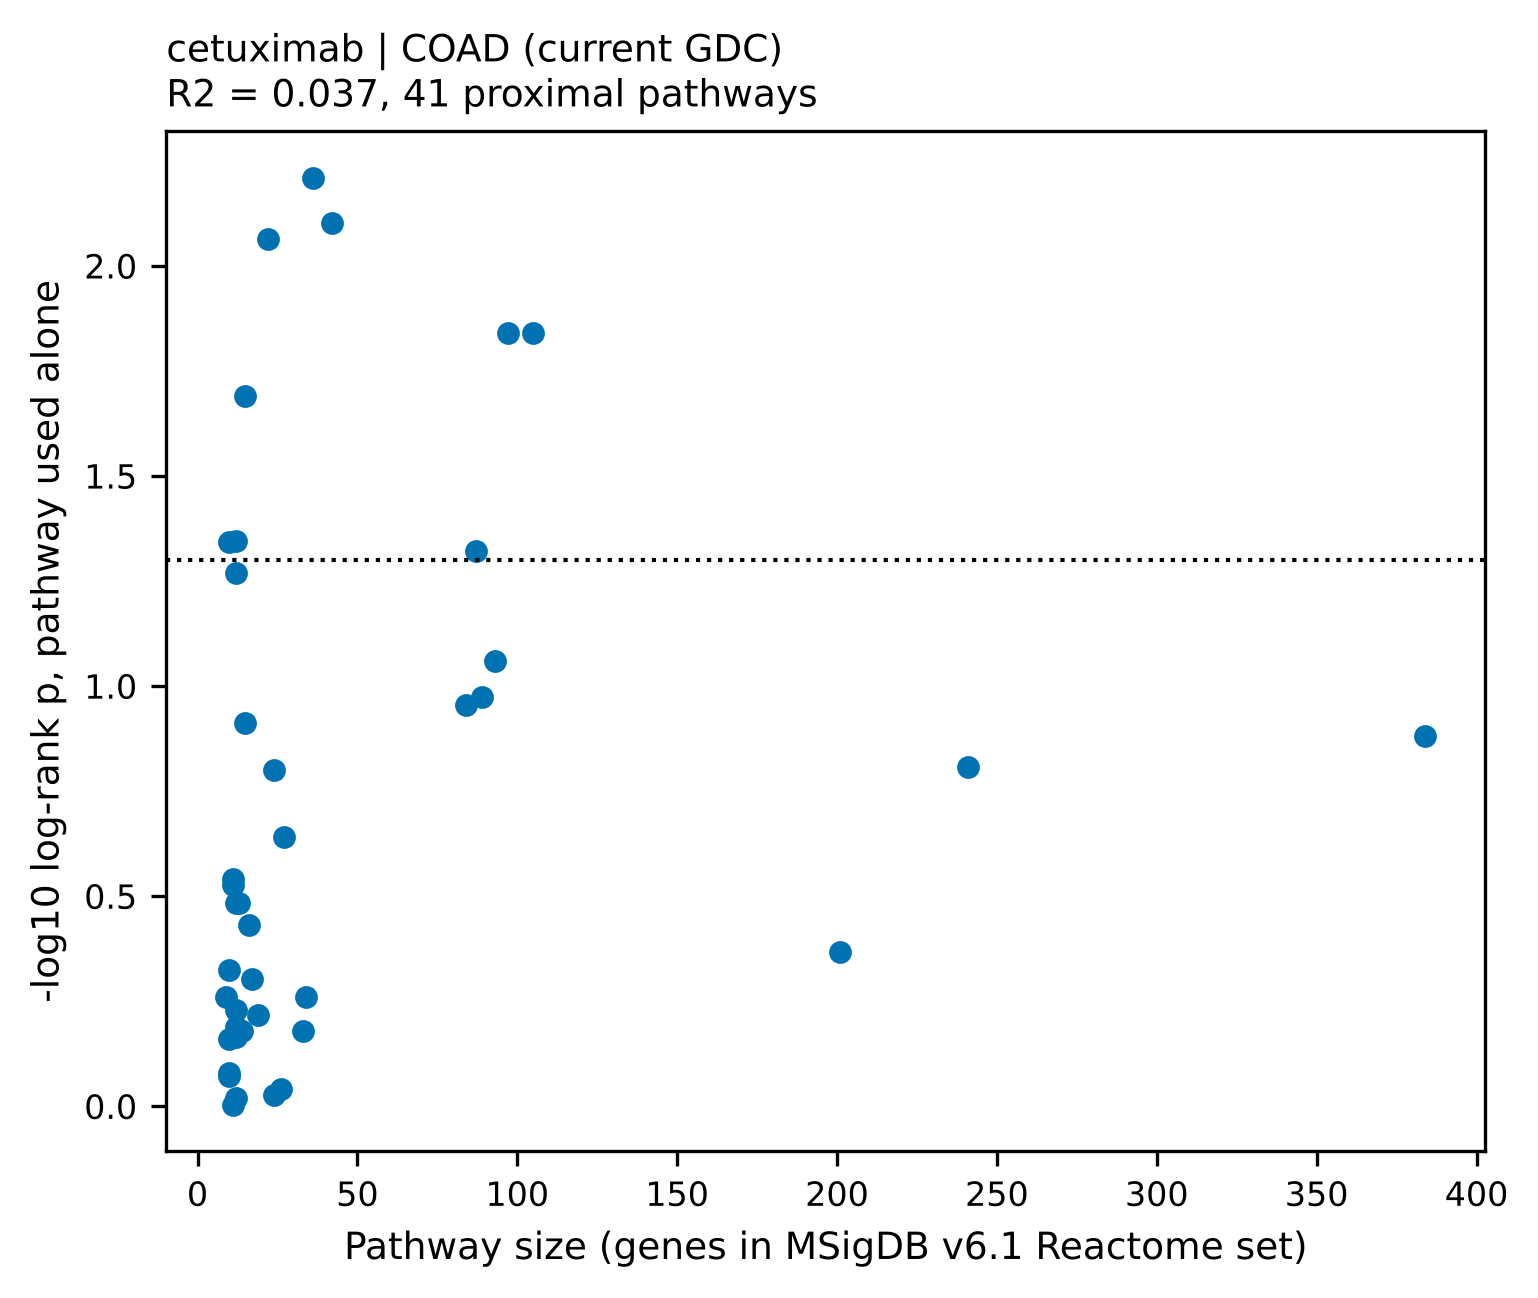 cetuximab | COAD (current GDC)
R2 = 0.037, 41 proximal pathways
-log10 log-rank p, pathway used alone
2.0
1.5
1.0
0.5
0.0
0 50 100 150 200 250 300 350 400
Pathway size (genes in MSigDB v6.1 Reactome set)